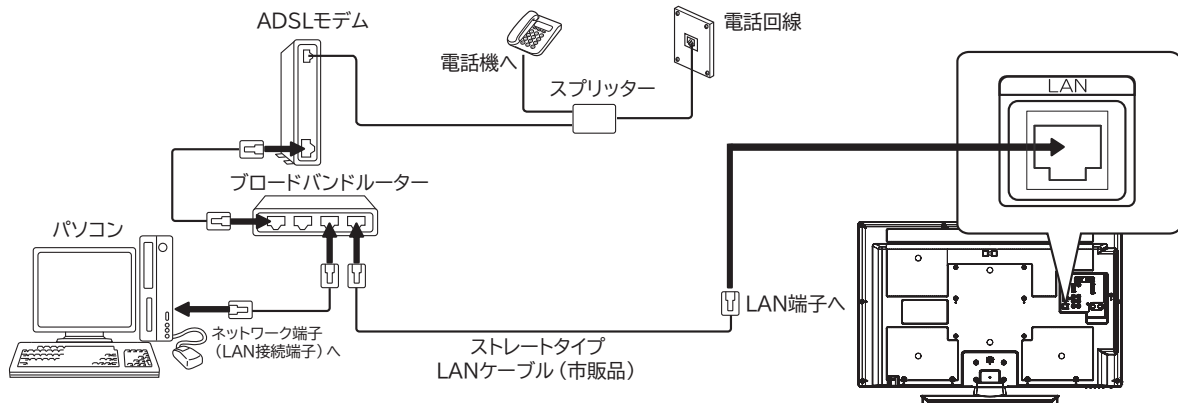 ADSLモデム
電話機へ
電話回線
スプリッター
LAN
ブロードバンドルーター
パソコン
ネットワーク端子
（LAN接続端子）へ
LAN端子へ
ストレートタイプ
LANケーブル（市販品）